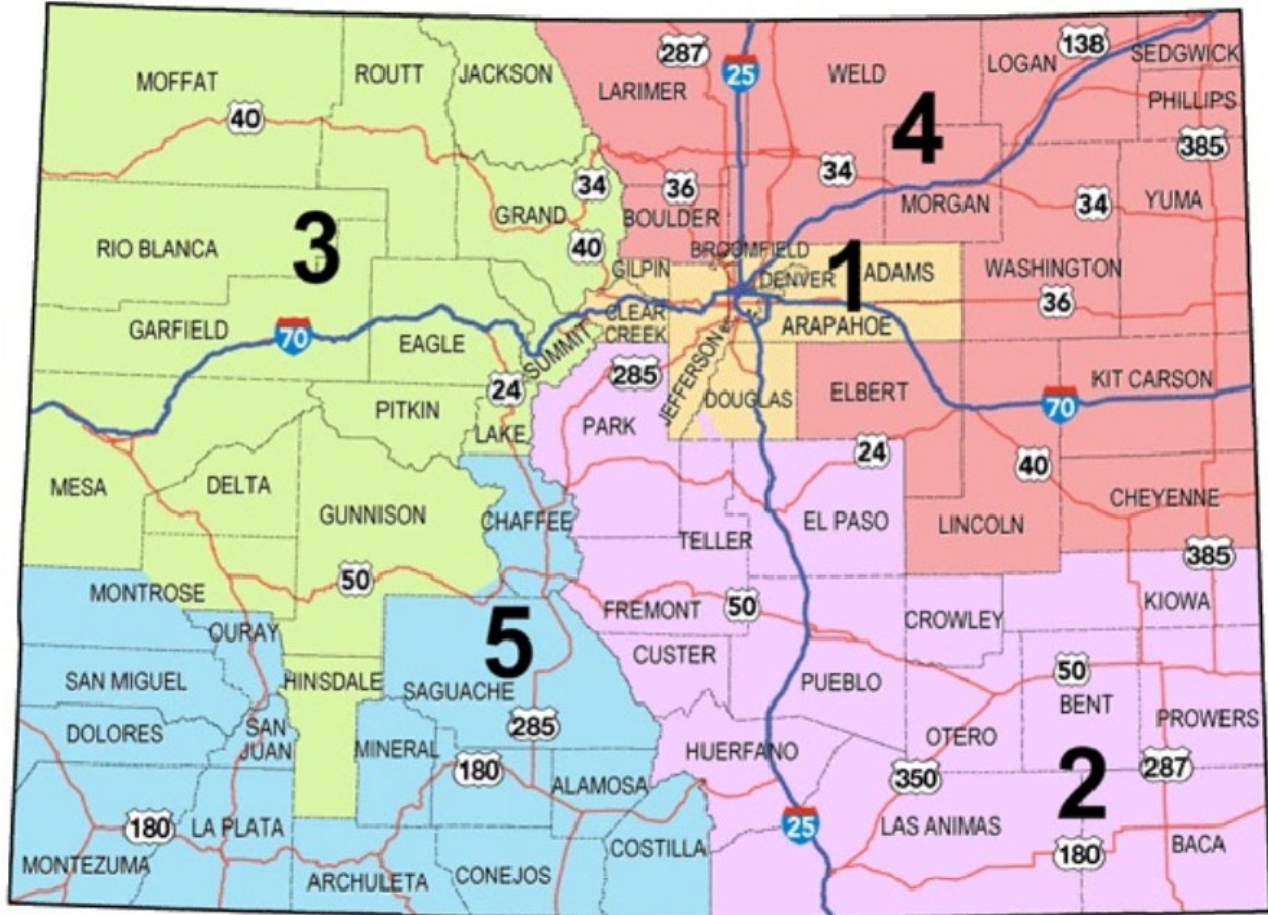 MOFFAT
ROUTT
JACKSON
LARIMER
287
25
WELD
LOGAN
138
SEDGWICK
PHILLIPS
385
40
4
34
36
34
34
YUMA
3
GRAND
BOULDER
MORGAN
RIO BLANCA
40
BROOMFIELD
1
GILPIN
DENVER
ADAMS
WASHINGTON
36
GARFIELD
70
EAGLE
SUMMIT
CLEAR
CREEK
ARAPAHOE
24
285
JEFFERSON
DOUGLAS
ELBERT
70
KIT CARSON
PITKIN
LAKE
PARK
24
40
MESA
DELTA
GUNNISON
CHAFFEE
TELLER
EL PASO
LINCOLN
CHEYENNE
385
MONTROSE
50
5
FREMONT
50
CROWLEY
KIOWA
OURAY
CUSTER
SAN MIGUEL
HINSDALE
SAGUACHE
PUEBLO
50
BENT
PROWERS
DOLORES
SAN
JUAN
MINERAL
285
180
HUERFANO
OTERO
350
2
287
ALAMOSA
180
LA PLATA
COSTILLA
25
LAS ANIMAS
180
BACA
MONTEZUMA
ARCHULETA
CONEJOS